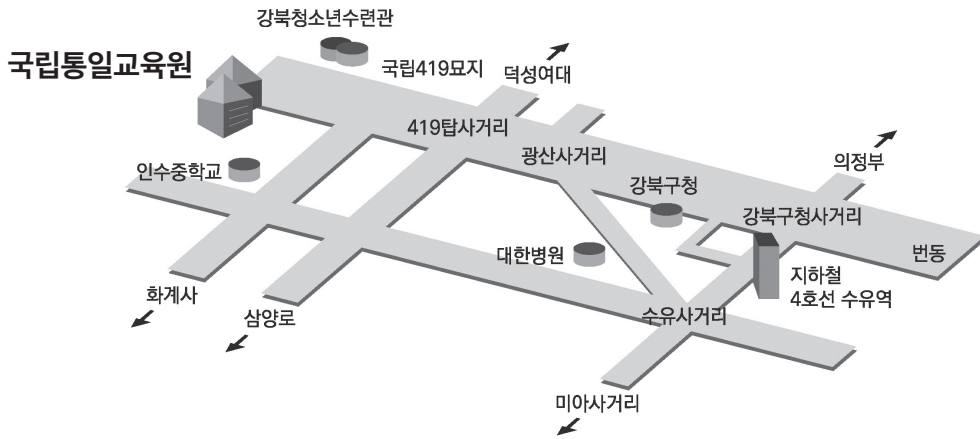 강북청소년수련관
국립통일교육원
국립419묘지
덕성여대
419탑사거리
광산사거리
의정부
인수중학교
강북구청
강북구청사거리
대한병원
번동
지하철
4호선 수유역
화계사
삼양로
수유사거리
미아사거리